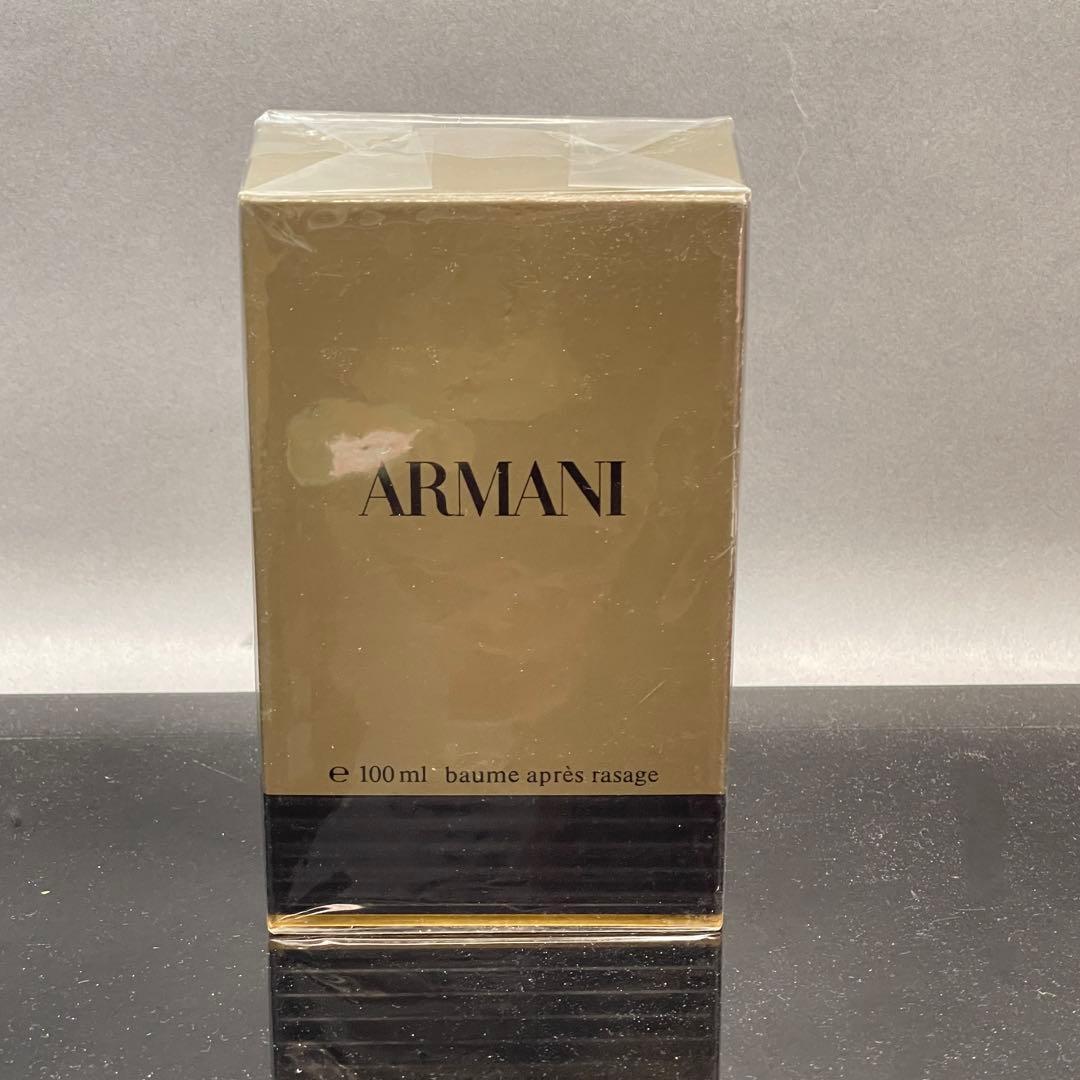 ARMANI
℮ 100 ml baume après rasage